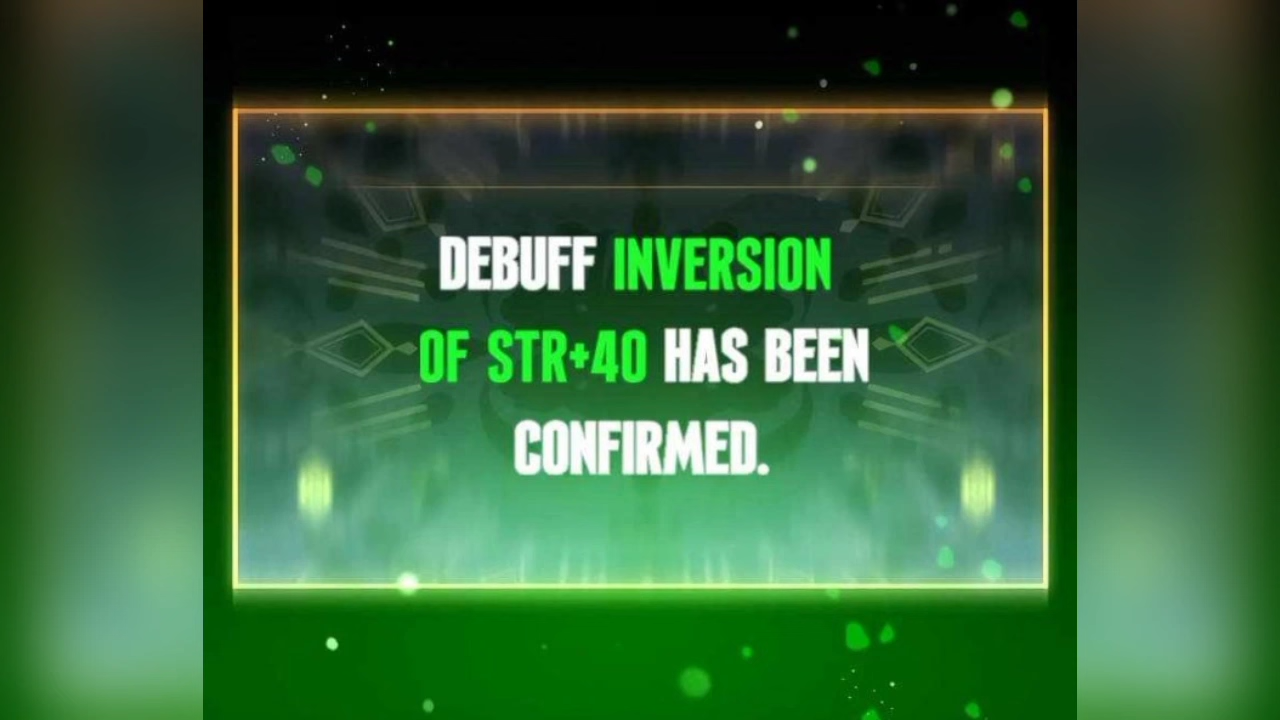 DEBUFF INVERSION
OF STR+40 HAS BEEN
CONFIRMED.